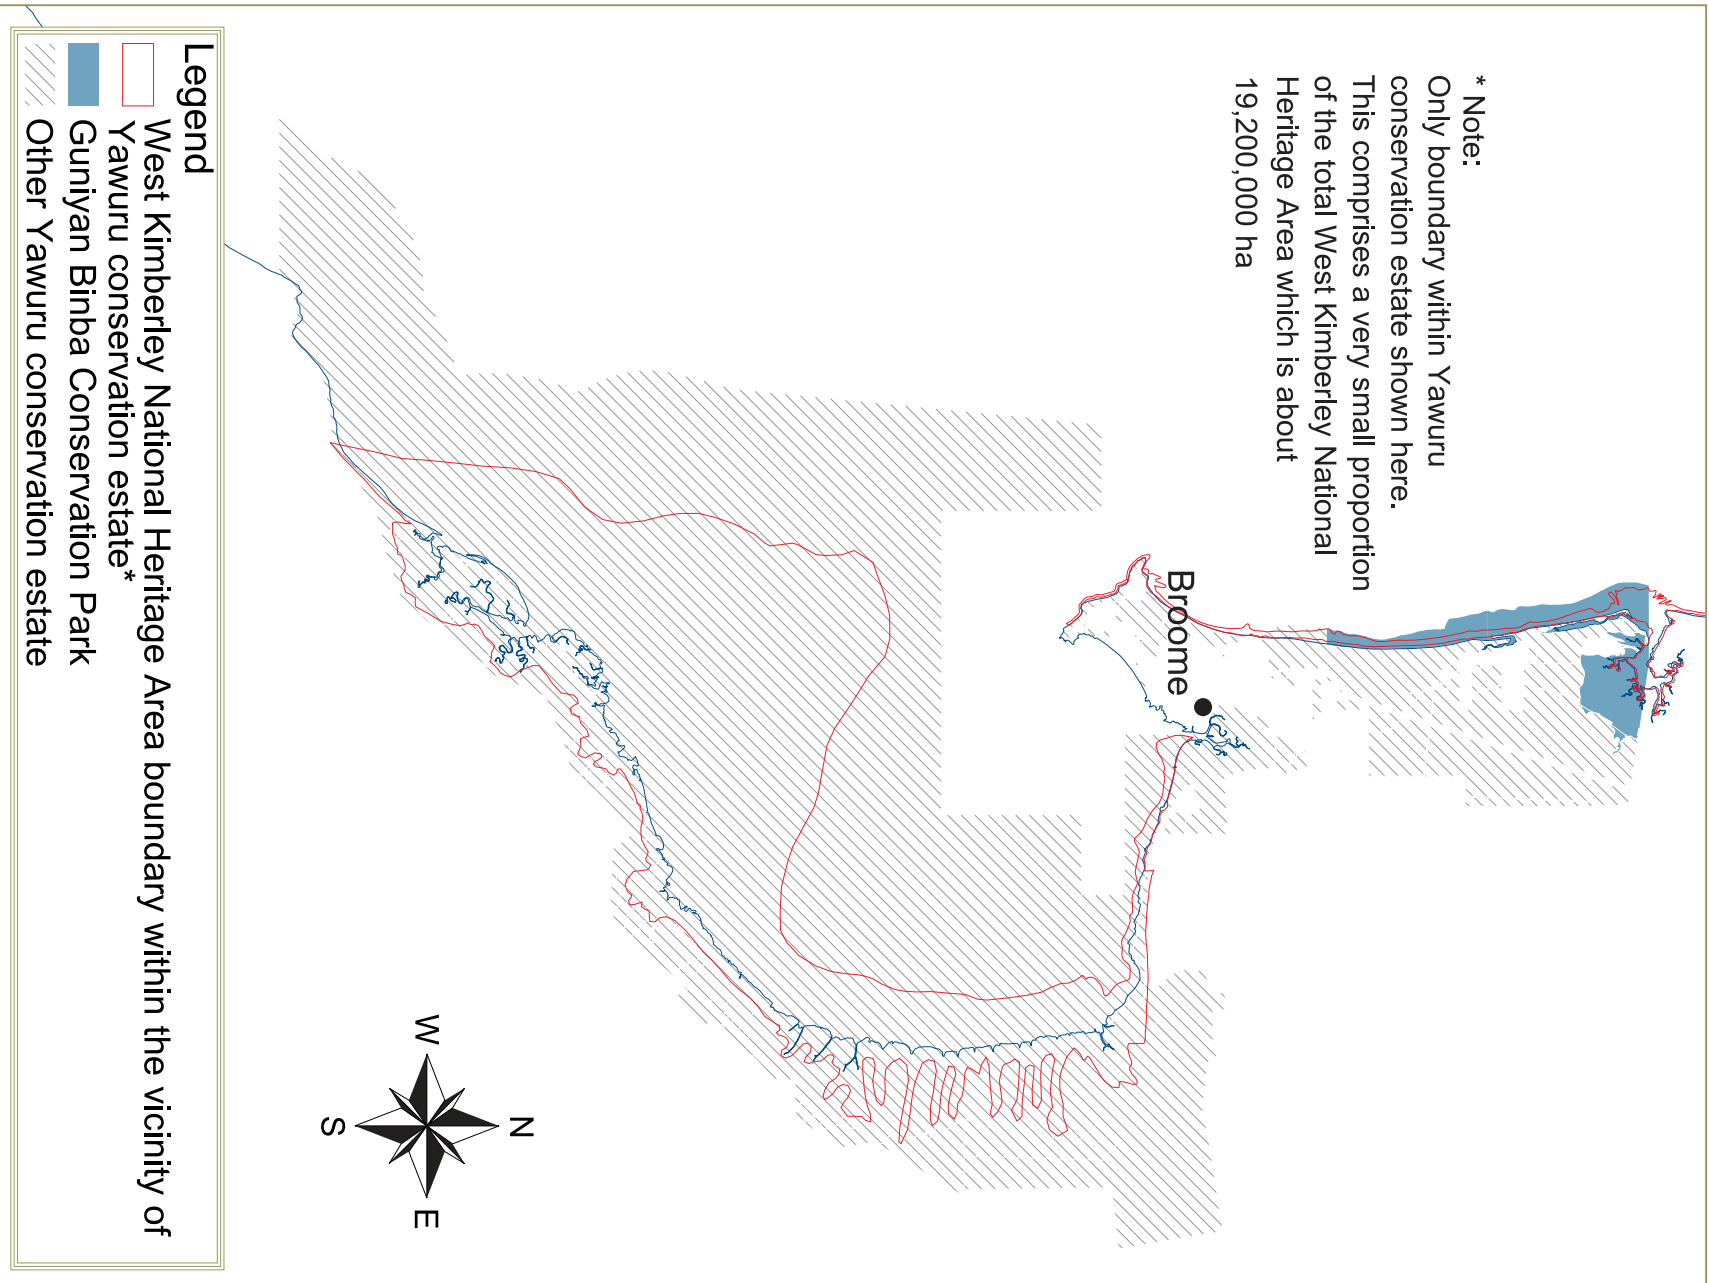 * Note:
Only boundary within Yawuru
conservation estate shown here.
This comprises a very small proportion
of the total West Kimberley National
Heritage Area which is about
19,200,000 ha
Broome
N
W
E
S
Legend
West Kimberley National Heritage Area boundary within the vicinity of
Yawuru conservation estate*
Guniyan Binba Conservation Park
Other Yawuru conservation estate